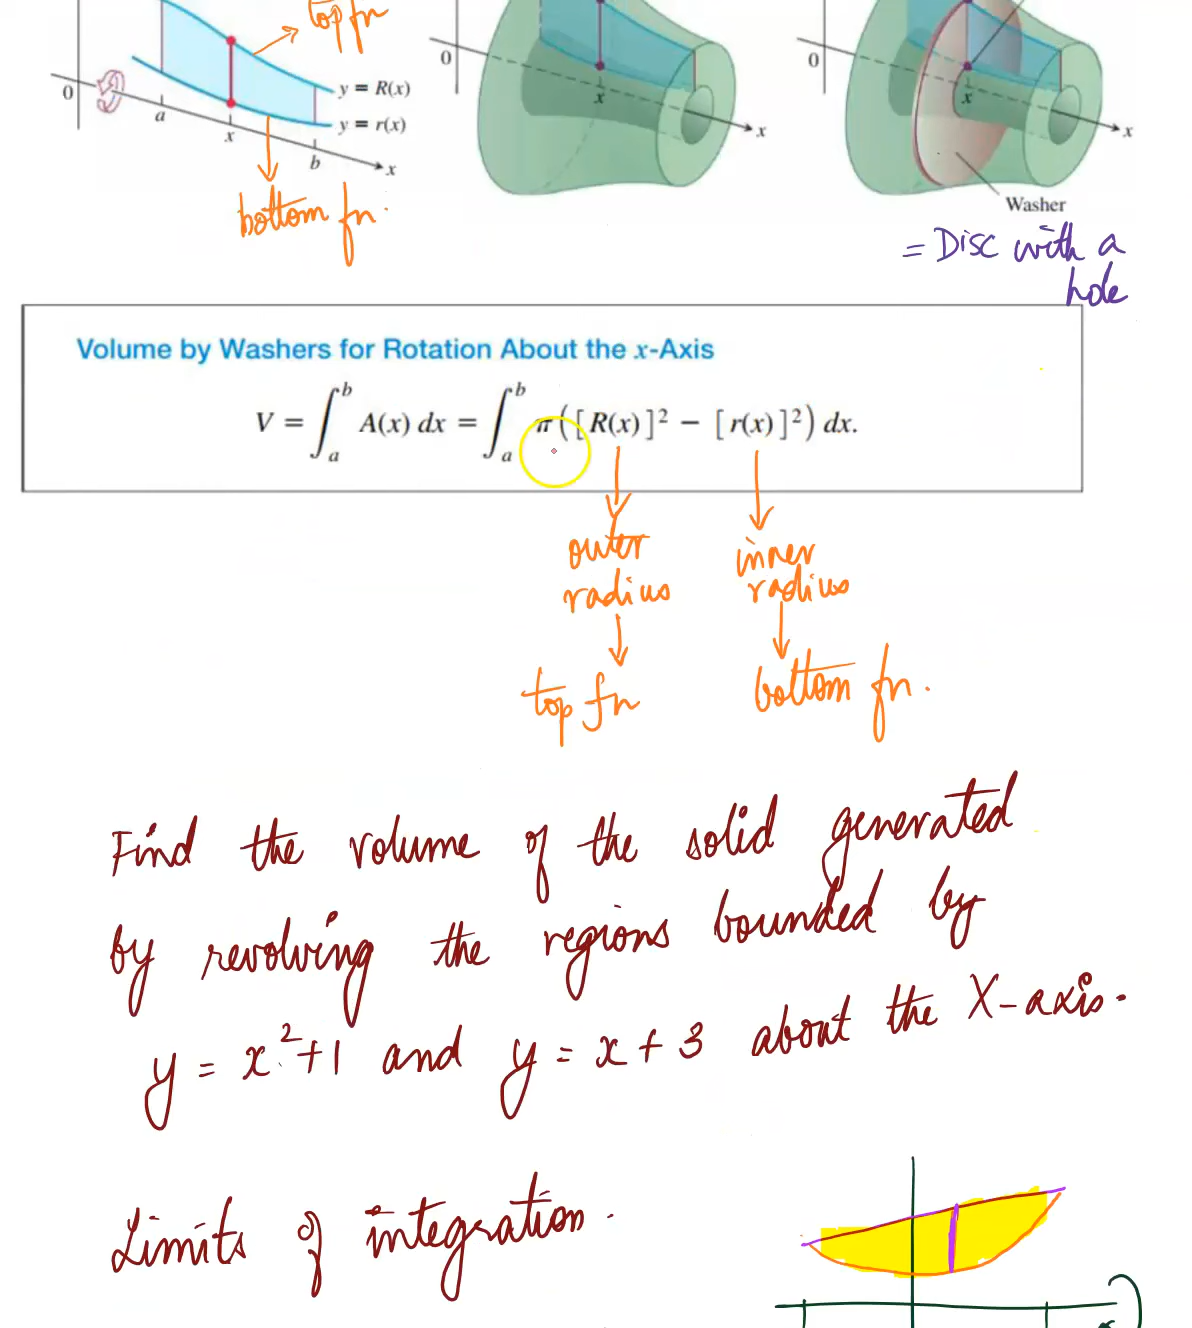 top fn
0
a
x
b
x
y = R(x)
y = r(x)
bottom fn.
0
x
x
0
x
x
Washer
= Disc with a
hole
Volume by Washers for Rotation About the x-Axis
V = ∫_a^b A(x) dx = ∫_a^b π([R(x)]² − [r(x)]²) dx.
outer
radius
inner
radius
top fn
bottom fn.
Find the volume of the solid generated
by revolving the regions bounded by
y = x²+1 and y = x + 3 about the X-axis.
Limits of integration.